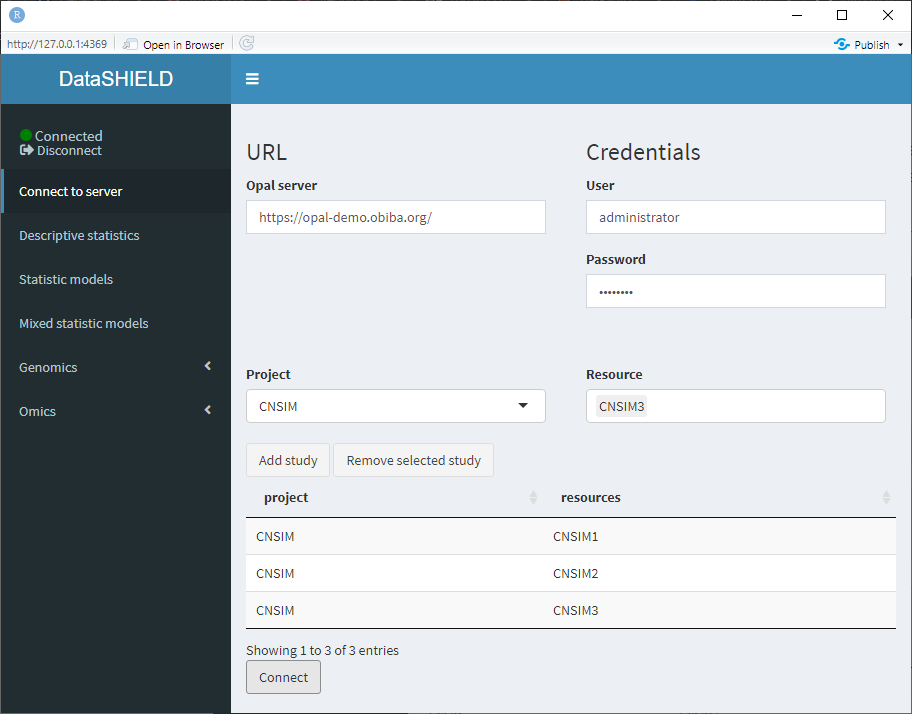 R
http://127.0.0.1:4369 Open in Browser Publish
DataSHIELD
Connected
Disconnect
Connect to server
Descriptive statistics
Statistic models
Mixed statistic models
Genomics
Omics
URL
Opal server
https://opal-demo.obiba.org/
Credentials
User
administrator
Password
••••••••
Project
CNSIM
Resource
CNSIM3
Add study Remove selected study
project resources
CNSIM CNSIM1
CNSIM CNSIM2
CNSIM CNSIM3
Showing 1 to 3 of 3 entries
Connect